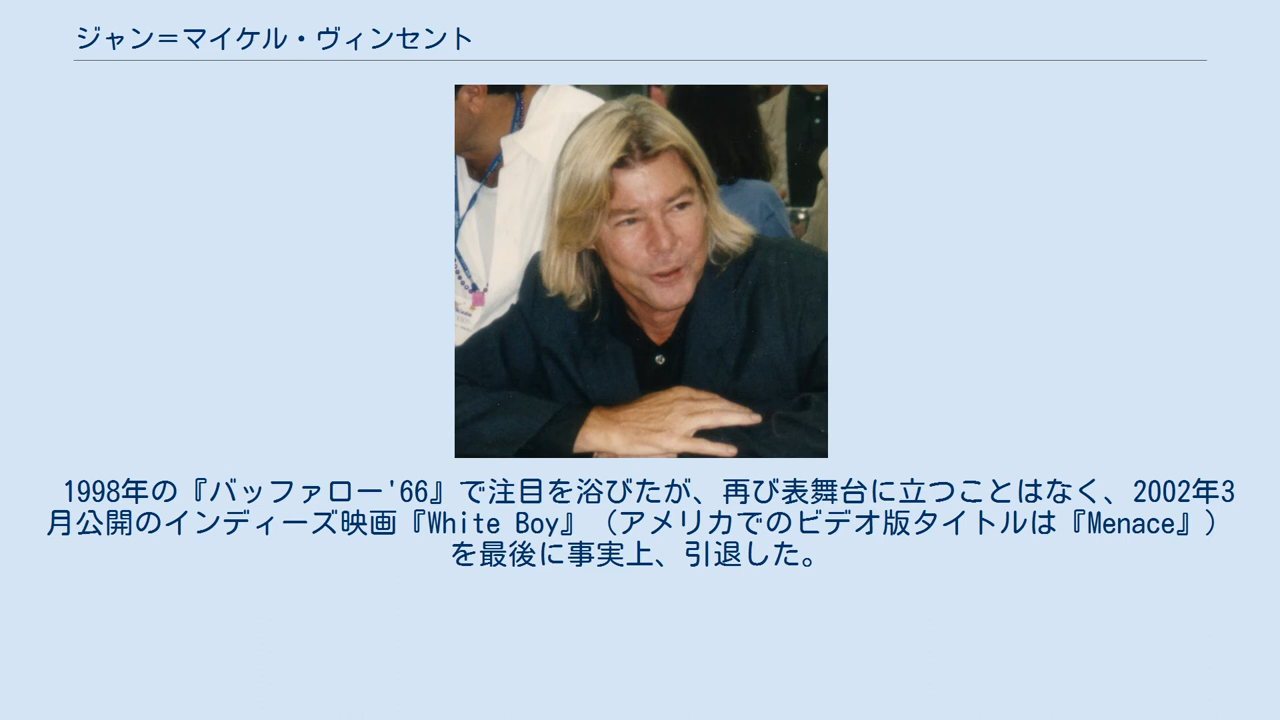 ジャン＝マイケル・ヴィンセント
1998年の『バッファロー'66』で注目を浴びたが、再び表舞台に立つことはなく、2002年3
月公開のインディーズ映画『White Boy』（アメリカでのビデオ版タイトルは『Menace』）
を最後に事実上、引退した。